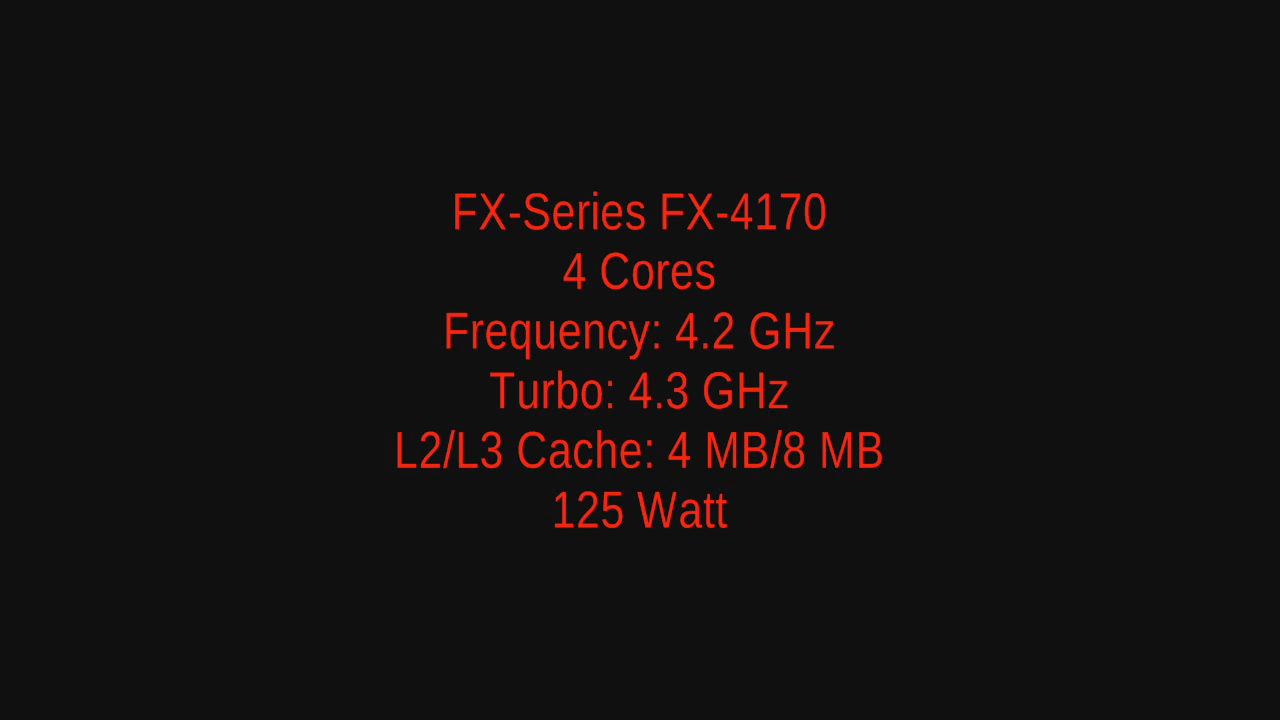 FX-Series FX-4170
4 Cores
Frequency: 4.2 GHz
Turbo: 4.3 GHz
L2/L3 Cache: 4 MB/8 MB
125 Watt